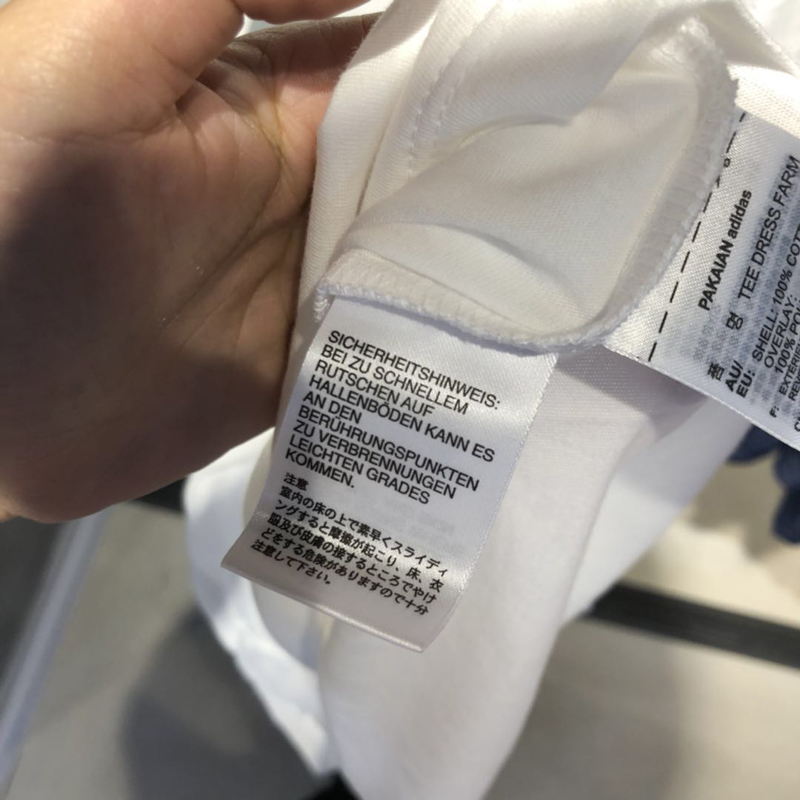 SICHERHEITSHINWEIS:
BEI ZU SCHNELLEM
RUTSCHEN AUF
HALLENBÖDEN KANN ES
AN DEN
BERÜHRUNGSPUNKTEN
ZU VERBRENNUNGEN
LEICHTEN GRADES
KOMMEN.
注意
室内の床の上で素早くスライディ
ングすると摩擦が起こり、床、衣
服及び皮膚の接するところでやけ
どをする危険がありますので十分
注意して下さい。
PAKAIAN adidas
品 名 TEE DRESS FARM
AU/
EU: SHELL: 100% COTT
OVERLAY:
100% PO
F: EXTERIE